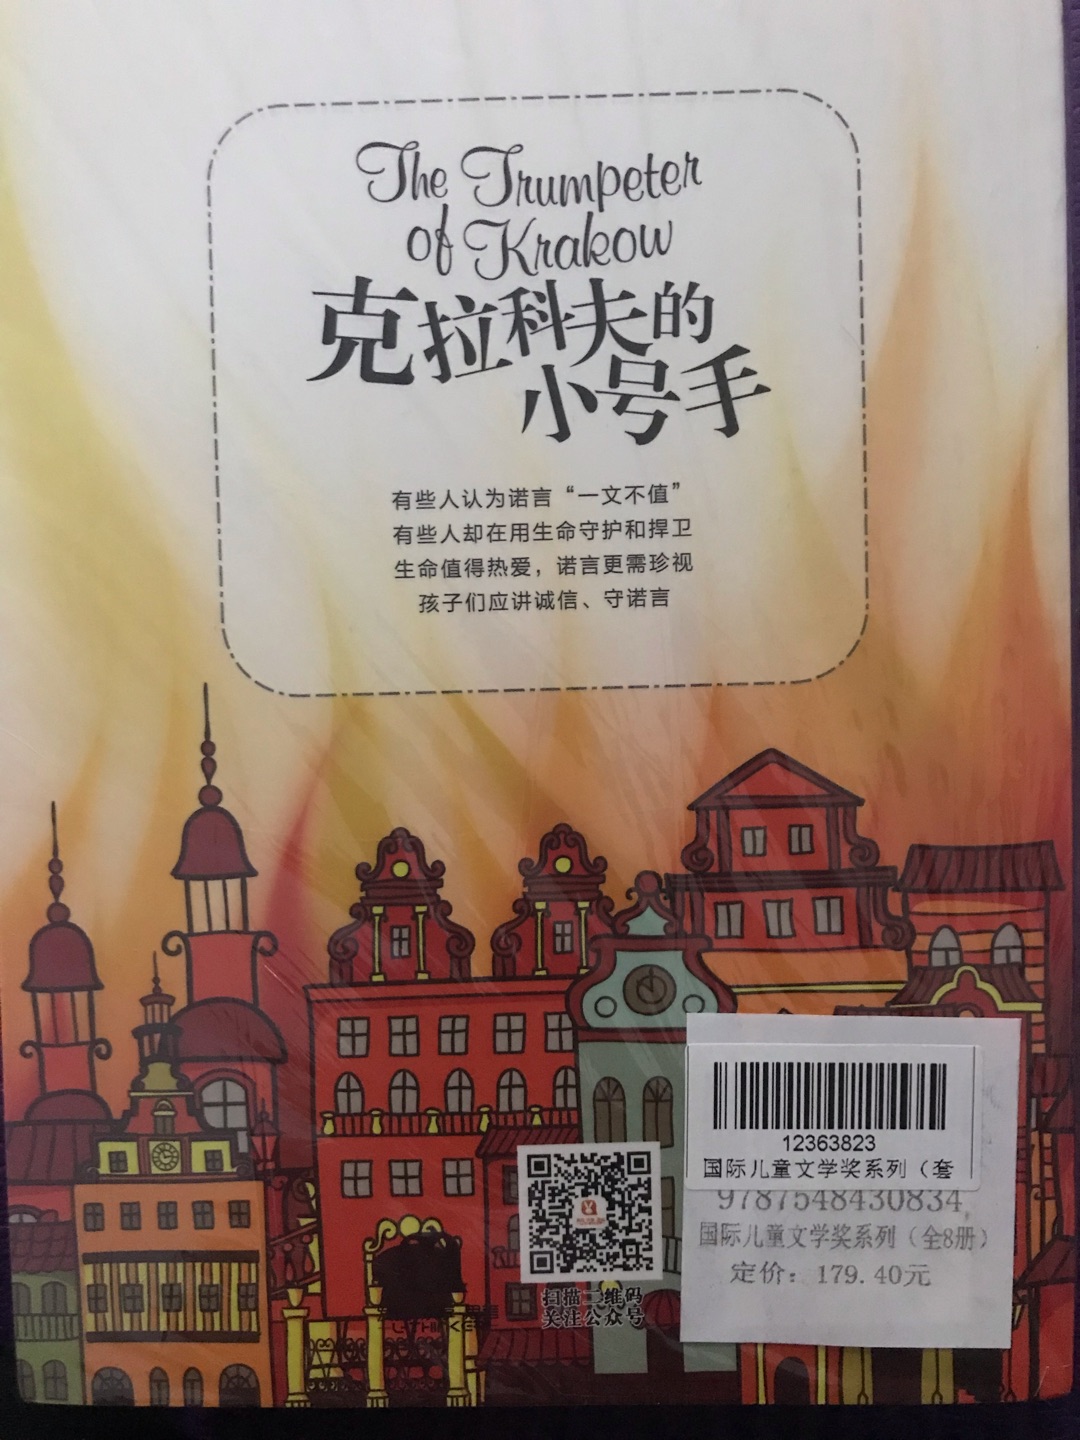 The Trumpeter
of Krakow
克拉科夫的
小号手
有些人认为诺言“一文不值”
有些人却在用生命守护和捍卫
生命值得热爱，诺言更需珍视
孩子们应讲诚信、守诺言
12363823
国际儿童文学奖系列（套
9787548430834
国际儿童文学奖系列（全8册）
定价：179.40元
扫描二维码
关注公众号